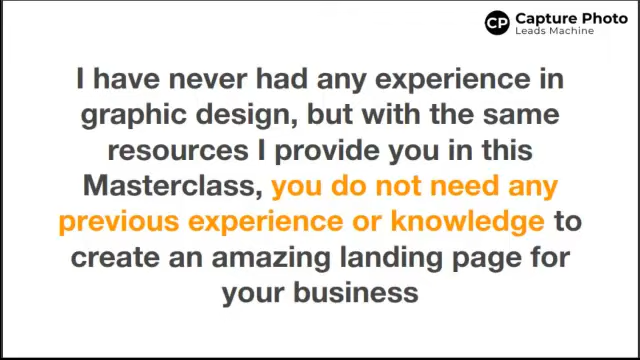 CP Capture Photo
Leads Machine
I have never had any experience in
graphic design, but with the same
resources I provide you in this
Masterclass, you do not need any
previous experience or knowledge to
create an amazing landing page for
your business